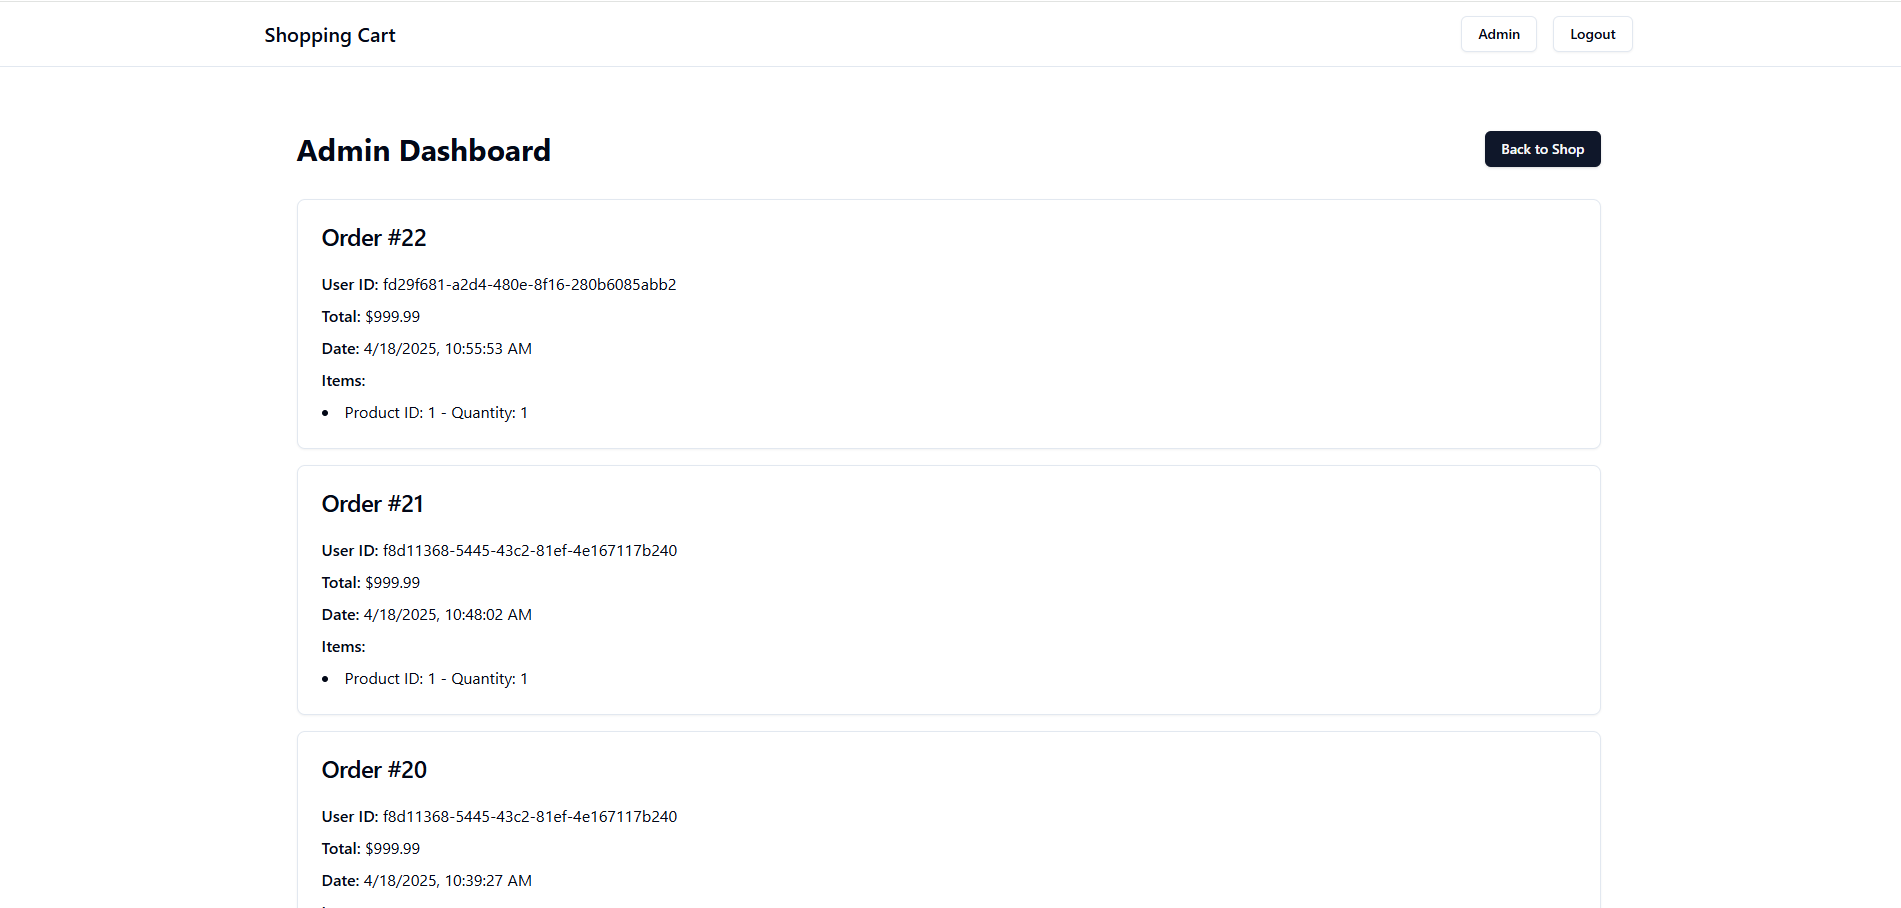 Shopping Cart
Admin
Logout
Admin Dashboard
Back to Shop
Order #22
User ID: fd29f681-a2d4-480e-8f16-280b6085abb2
Total: $999.99
Date: 4/18/2025, 10:55:53 AM
Items:
• Product ID: 1 - Quantity: 1
Order #21
User ID: f8d11368-5445-43c2-81ef-4e167117b240
Total: $999.99
Date: 4/18/2025, 10:48:02 AM
Items:
• Product ID: 1 - Quantity: 1
Order #20
User ID: f8d11368-5445-43c2-81ef-4e167117b240
Total: $999.99
Date: 4/18/2025, 10:39:27 AM